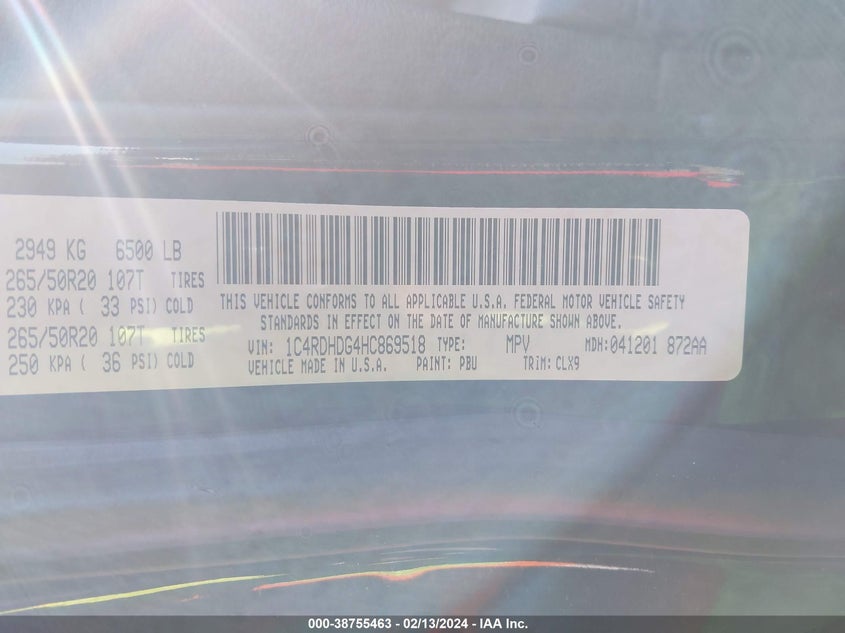 2949 KG 6500 LB
265/50R20 107T TIRES
230 KPA ( 33 PSI) COLD
265/50R20 107T TIRES
250 KPA ( 36 PSI) COLD
THIS VEHICLE CONFORMS TO ALL APPLICABLE U.S.A. FEDERAL MOTOR VEHICLE SAFETY
STANDARDS IN EFFECT ON THE DATE OF MANUFACTURE SHOWN ABOVE.
VIN: 1C4RDHDG4HC869518 TYPE: MPV MDH: 041201 872AA
VEHICLE MADE IN U.S.A. PAINT: PBU TRIM: CLX9
000-38755463 - 02/13/2024 - IAA Inc.